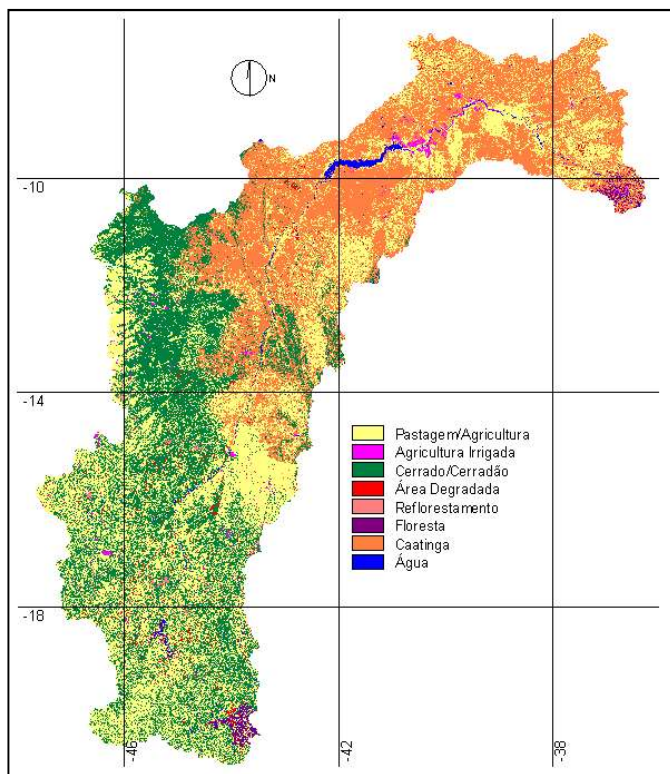 N
-10
-14
Pastagem/Agricultura
Agricultura Irrigada
Cerrado/Cerradão
Área Degradada
Reflorestamento
Floresta
Caatinga
Água
-18
-46
-42
-38